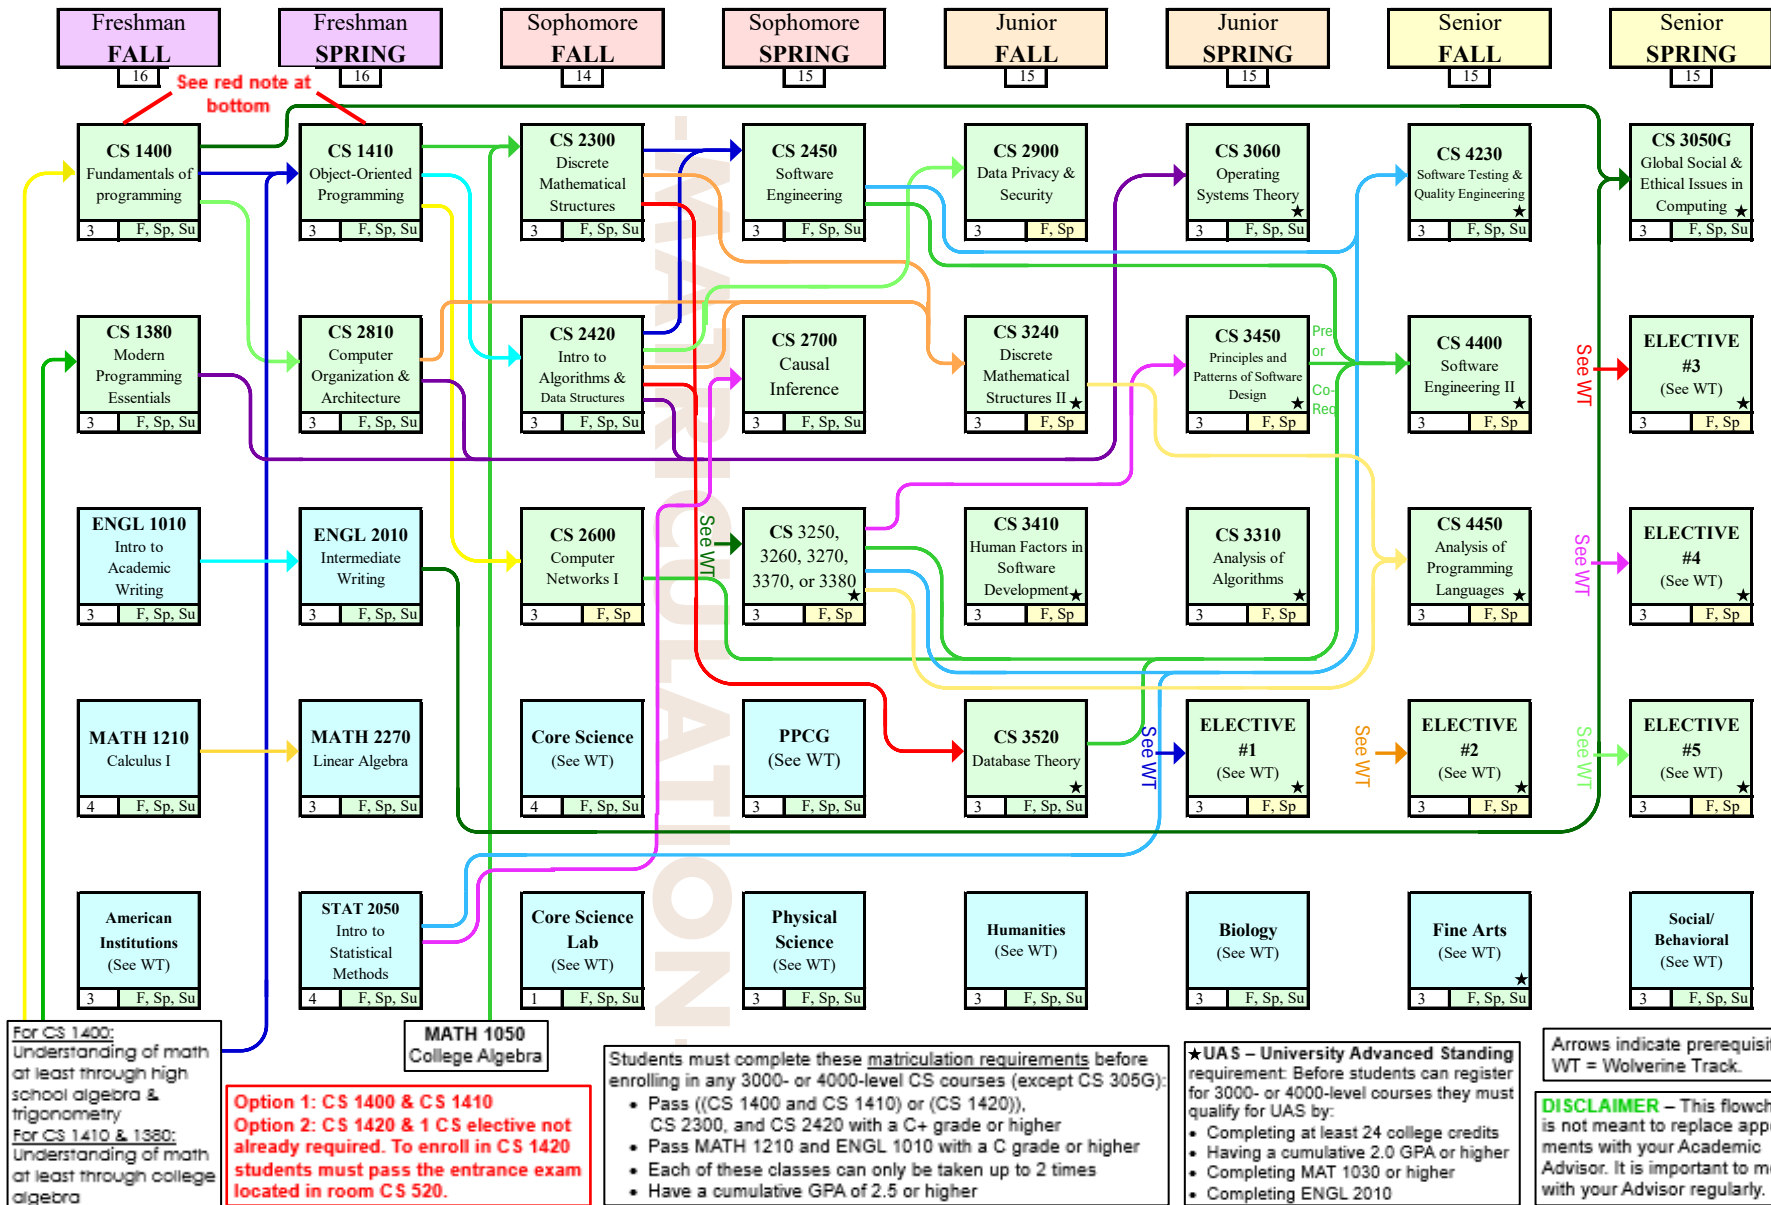 Freshman
FALL
16
Freshman
SPRING
16
Sophomore
FALL
14
Sophomore
SPRING
15
Junior
FALL
15
Junior
SPRING
15
Senior
FALL
15
Senior
SPRING
15
See red note at
bottom
CS 1400
Fundamentals of
programming
3 F, Sp, Su
CS 1410
Object-Oriented
Programming
3 F, Sp, Su
CS 2300
Discrete
Mathematical
Structures
3 F, Sp, Su
CS 2450
Software
Engineering
3 F, Sp, Su
CS 2900
Data Privacy &
Security
3 F, Sp
CS 3060
Operating
Systems Theory★
3 F, Sp, Su
CS 4230
Software Testing &
Quality Engineering
★
3 F, Sp, Su
CS 3050G
Global Social &
Ethical Issues in
Computing ★
3 F, Sp, Su
CS 1380
Modern
Programming
Essentials
3 F, Sp, Su
CS 2810
Computer
Organization &
Architecture
3 F, Sp, Su
CS 2420
Intro to
Algorithms &
Data Structures
3 F, Sp, Su
CS 2700
Causal
Inference
3 F, Sp, Su
CS 3240
Discrete
Mathematical
Structures II★
3 F, Sp
CS 3450
Principles and
Patterns of Software
Design
★
3 F, Sp
Pre
or
Co-
Req
CS 4400
Software
Engineering II
★
3 F, Sp
See WT
ELECTIVE
#3
(See WT)
★
3 F, Sp
ENGL 1010
Intro to
Academic
Writing
3 F, Sp, Su
ENGL 2010
Intermediate
Writing
3 F, Sp, Su
CS 2600
Computer
Networks I
3 F, Sp
See WT
CS 3250,
3260, 3270,
3370, or 3380
★
3 F, Sp
CS 3410
Human Factors in
Software
Development★
3 F, Sp
CS 3310
Analysis of
Algorithms
★
3 F, Sp
CS 4450
Analysis of
Programming
Languages ★
3 F, Sp
See WT
ELECTIVE
#4
(See WT)
★
3 F, Sp
MATH 1210
Calculus I
4 F, Sp, Su
MATH 2270
Linear Algebra
3 F, Sp, Su
Core Science
(See WT)
4 F, Sp, Su
PPCG
(See WT)
3 F, Sp, Su
CS 3520
Database Theory
★
3 F, Sp, Su
See WT
ELECTIVE
#1
(See WT)
★
3 F, Sp
See WT
ELECTIVE
#2
(See WT)
★
3 F, Sp
See WT
ELECTIVE
#5
(See WT)
★
3 F, Sp
American
Institutions
(See WT)
3 F, Sp, Su
STAT 2050
Intro to
Statistical
Methods
4 F, Sp, Su
Core Science
Lab
(See WT)
1 F, Sp, Su
Physical
Science
(See WT)
3 F, Sp, Su
Humanities
(See WT)
3 F, Sp, Su
Biology
(See WT)
3 F, Sp, Su
Fine Arts
(See WT)
★
3 F, Sp, Su
Social/
Behavioral
(See WT)
3 F, Sp, Su
-MATRICULATION-
For CS 1400:
Understanding of math
at least through high
school algebra &
trigonometry
For CS 1410 & 1380:
Understanding of math
at least through college
algebra
MATH 1050
College Algebra
Option 1: CS 1400 & CS 1410
Option 2: CS 1420 & 1 CS elective not
already required. To enroll in CS 1420
students must pass the entrance exam
located in room CS 520.
Students must complete these matriculation requirements before
enrolling in any 3000- or 4000-level CS courses (except CS 305G):
• Pass ((CS 1400 and CS 1410) or (CS 1420)),
CS 2300, and CS 2420 with a C+ grade or higher
• Pass MATH 1210 and ENGL 1010 with a C grade or higher
• Each of these classes can only be taken up to 2 times
• Have a cumulative GPA of 2.5 or higher
★UAS – University Advanced Standing
requirement: Before students can register
for 3000- or 4000-level courses they must
qualify for UAS by:
• Completing at least 24 college credits
• Having a cumulative 2.0 GPA or higher
• Completing MAT 1030 or higher
• Completing ENGL 2010
Arrows indicate prerequisit
WT = Wolverine Track.
DISCLAIMER – This flowch
is not meant to replace appo
ments with your Academic
Advisor. It is important to me
with your Advisor regularly.